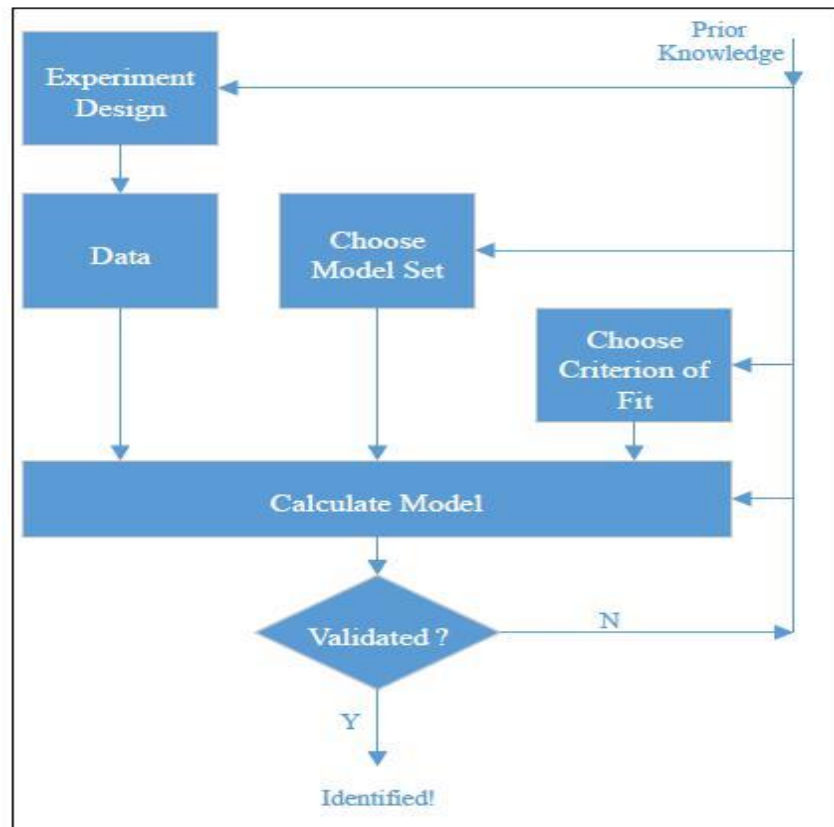 Prior
Knowledge
Experiment
Design
Data
Choose
Model Set
Choose
Criterion of
Fit
Calculate Model
Validated ?
N
Y
Identified!